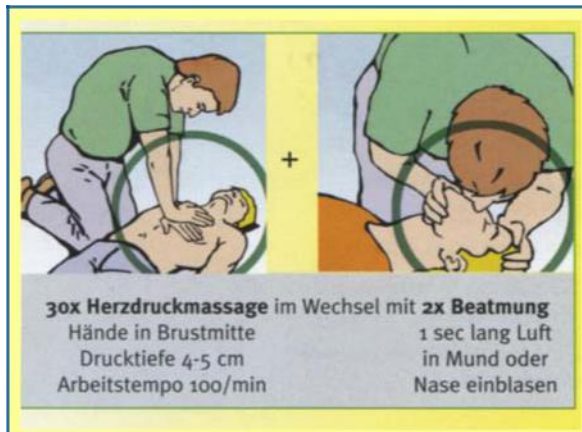 +
30x Herzdruckmassage im Wechsel mit 2x Beatmung
Hände in Brustmitte
Drucktiefe 4-5 cm
Arbeitstempo 100/min
1 sec lang Luft
in Mund oder
Nase einblasen